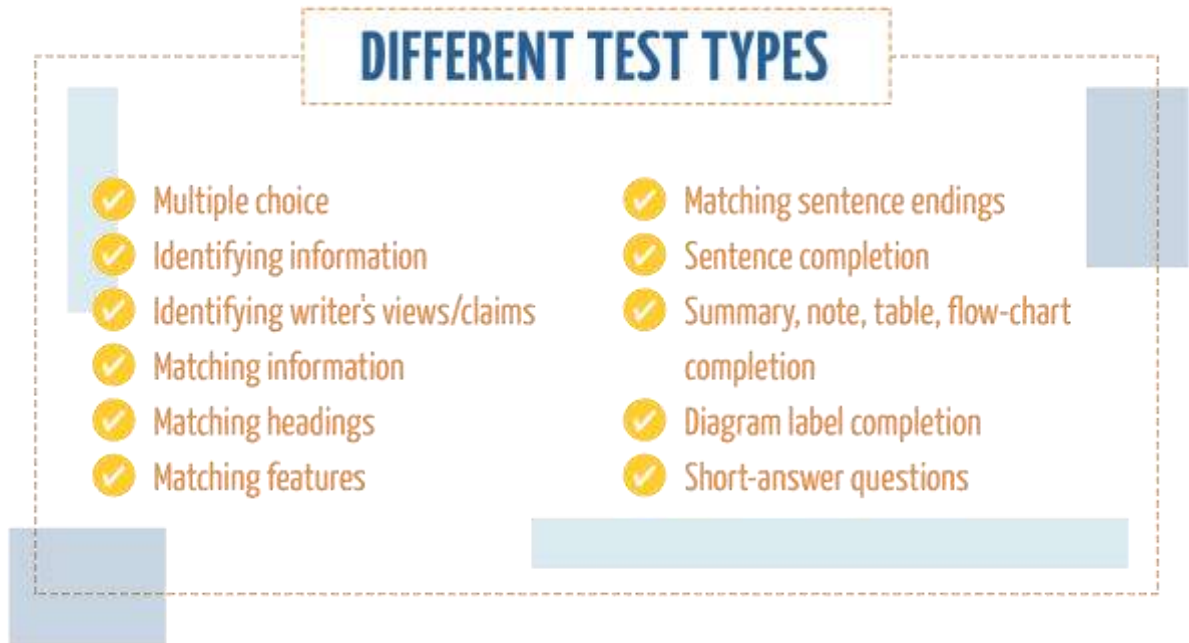 DIFFERENT TEST TYPES
Multiple choice
Identifying information
Identifying writer's views/claims
Matching information
Matching headings
Matching features
Matching sentence endings
Sentence completion
Summary, note, table, flow-chart
completion
Diagram label completion
Short-answer questions